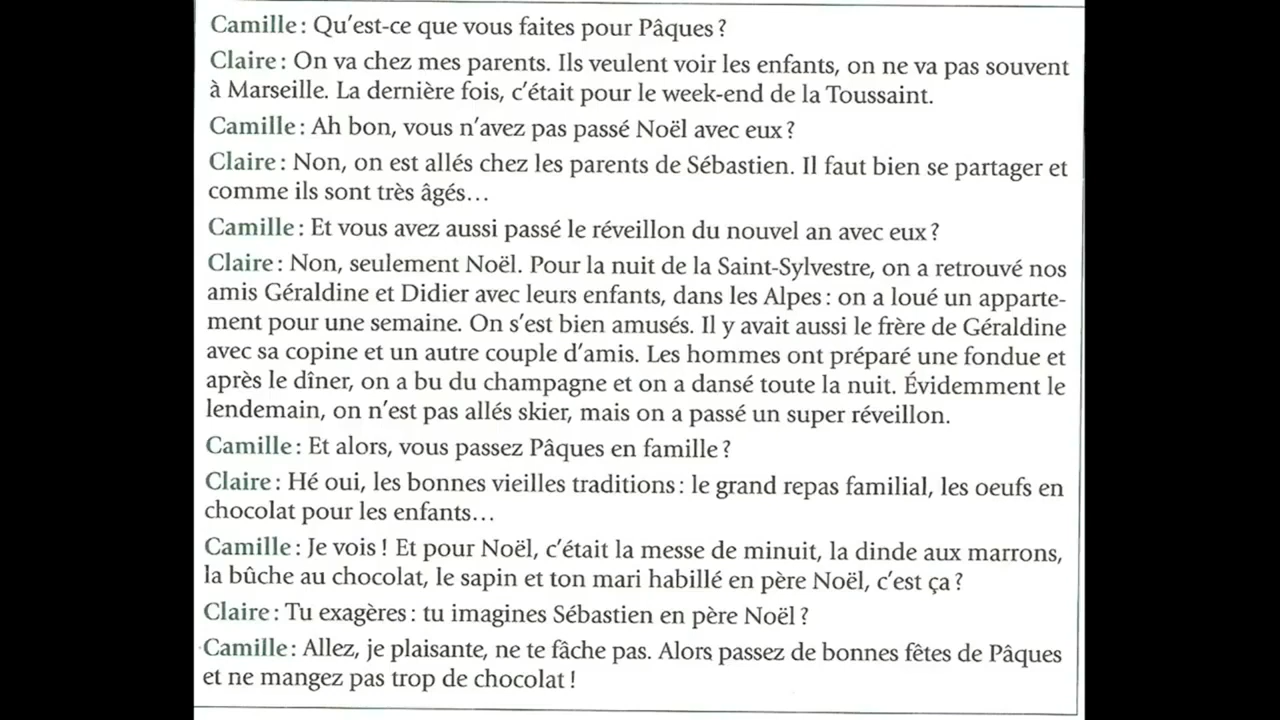 Camille : Qu'est-ce que vous faites pour Pâques ?
Claire : On va chez mes parents. Ils veulent voir les enfants, on ne va pas souvent
à Marseille. La dernière fois, c'était pour le week-end de la Toussaint.
Camille : Ah bon, vous n'avez pas passé Noël avec eux ?
Claire : Non, on est allés chez les parents de Sébastien. Il faut bien se partager et
comme ils sont très âgés…
Camille : Et vous avez aussi passé le réveillon du nouvel an avec eux ?
Claire : Non, seulement Noël. Pour la nuit de la Saint-Sylvestre, on a retrouvé nos
amis Géraldine et Didier avec leurs enfants, dans les Alpes : on a loué un apparte-
ment pour une semaine. On s'est bien amusés. Il y avait aussi le frère de Géraldine
avec sa copine et un autre couple d'amis. Les hommes ont préparé une fondue et
après le dîner, on a bu du champagne et on a dansé toute la nuit. Évidemment le
lendemain, on n'est pas allés skier, mais on a passé un super réveillon.
Camille : Et alors, vous passez Pâques en famille ?
Claire : Hé oui, les bonnes vieilles traditions : le grand repas familial, les oeufs en
chocolat pour les enfants…
Camille : Je vois ! Et pour Noël, c'était la messe de minuit, la dinde aux marrons,
la bûche au chocolat, le sapin et ton mari habillé en père Noël, c'est ça ?
Claire : Tu exagères : tu imagines Sébastien en père Noël ?
Camille : Allez, je plaisante, ne te fâche pas. Alors passez de bonnes fêtes de Pâques
et ne mangez pas trop de chocolat !